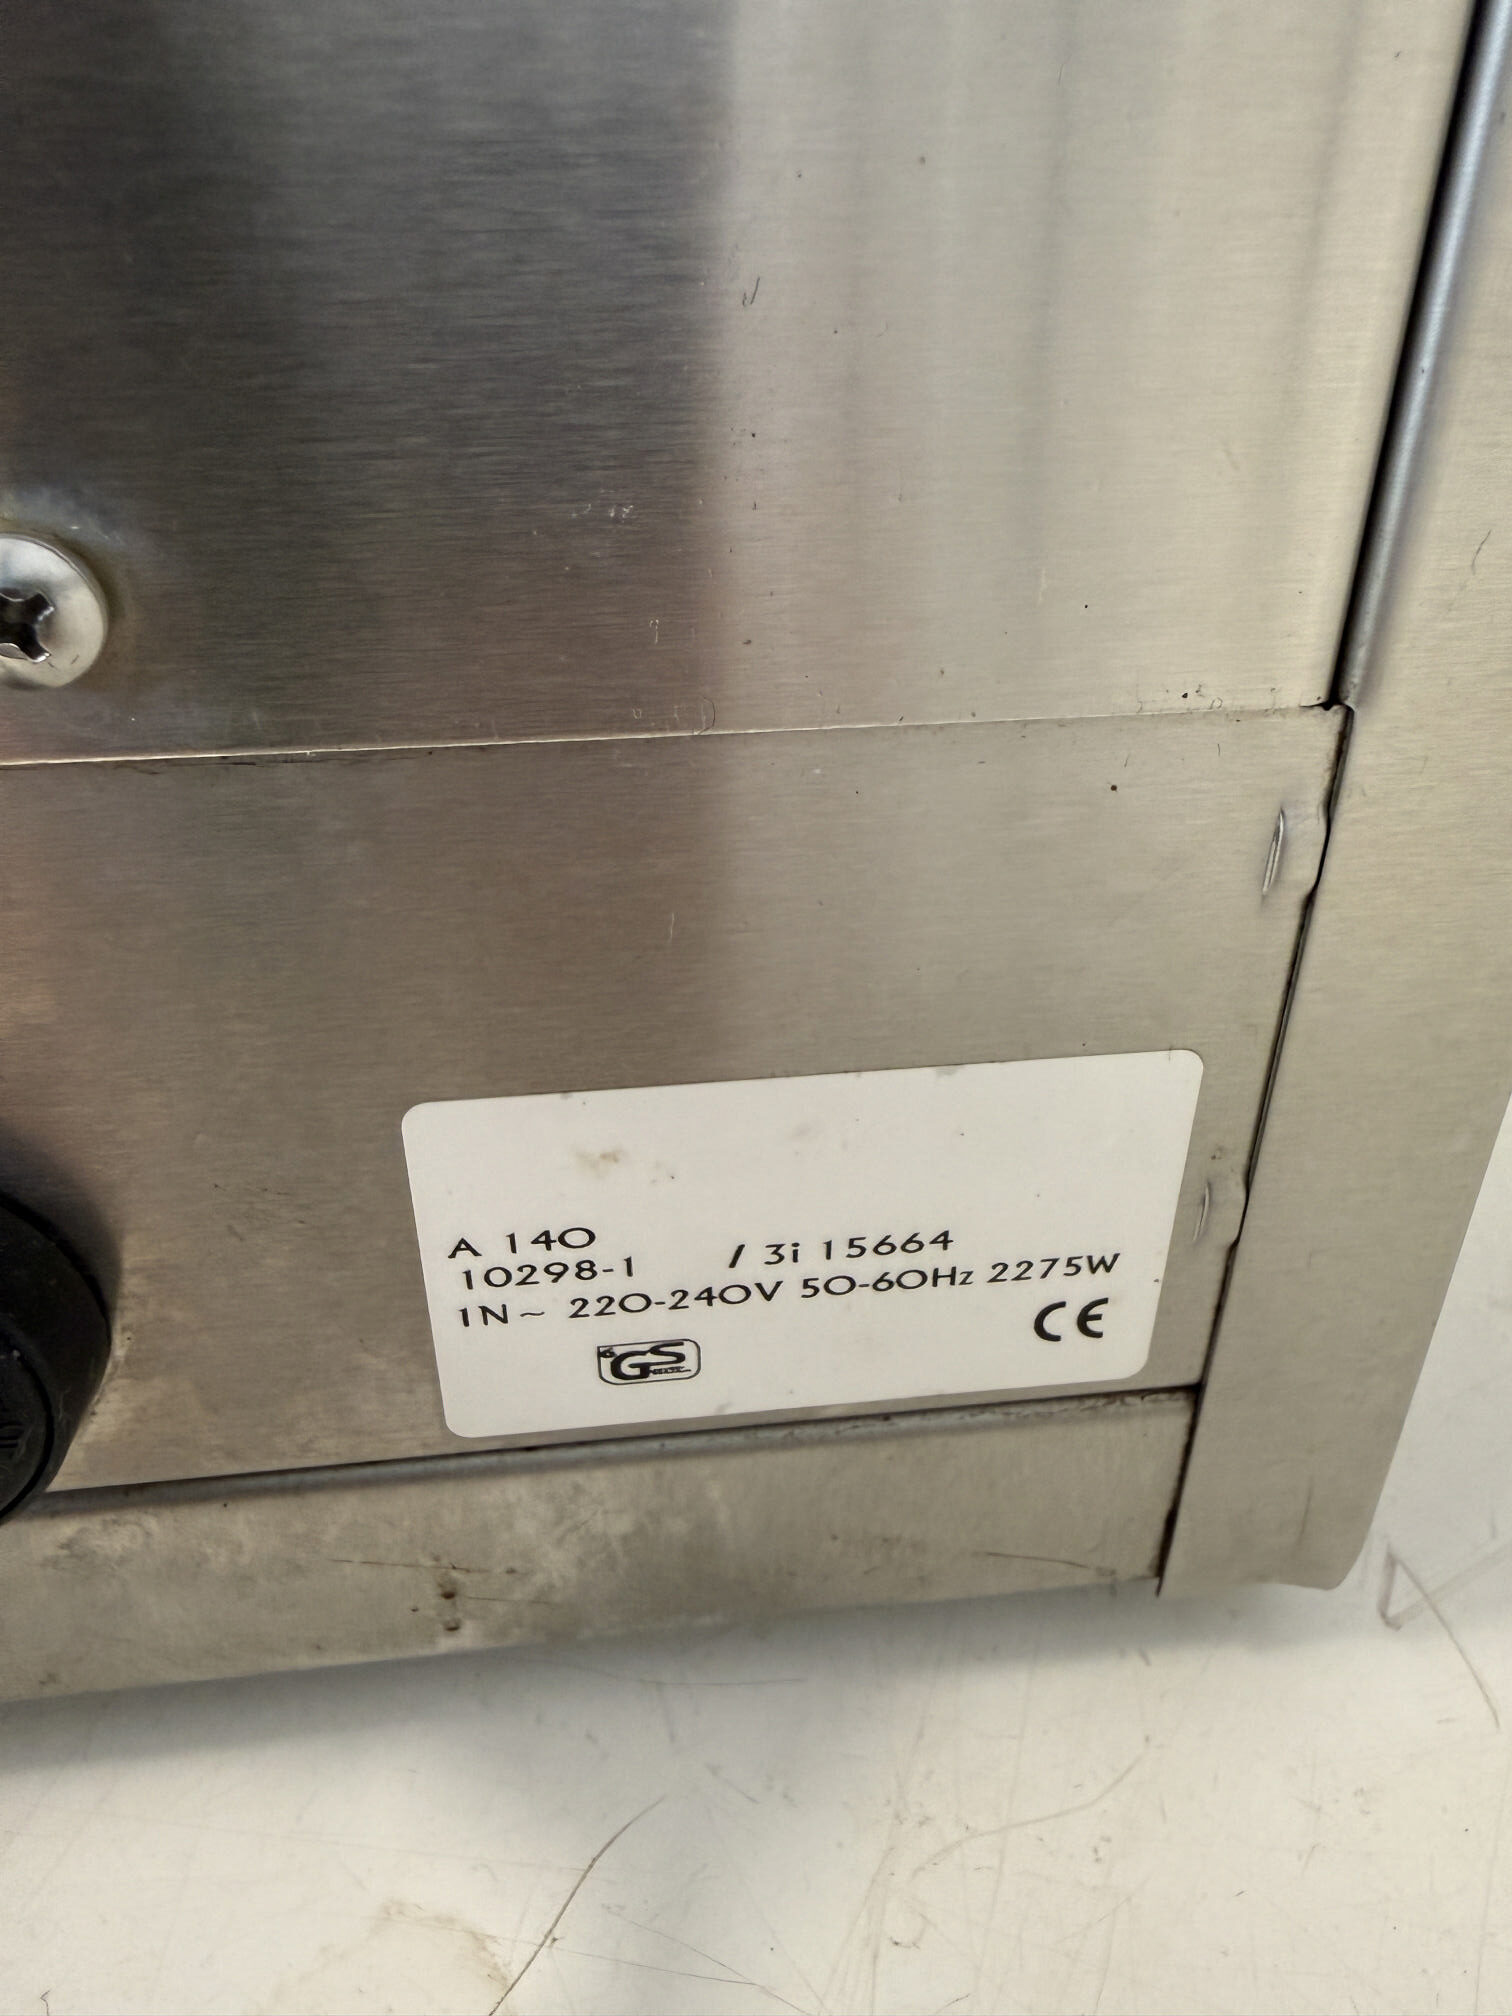 A 140
10298-1 / 3i 15664
1N~ 220-240V 50-60Hz 2275W
GS
CE